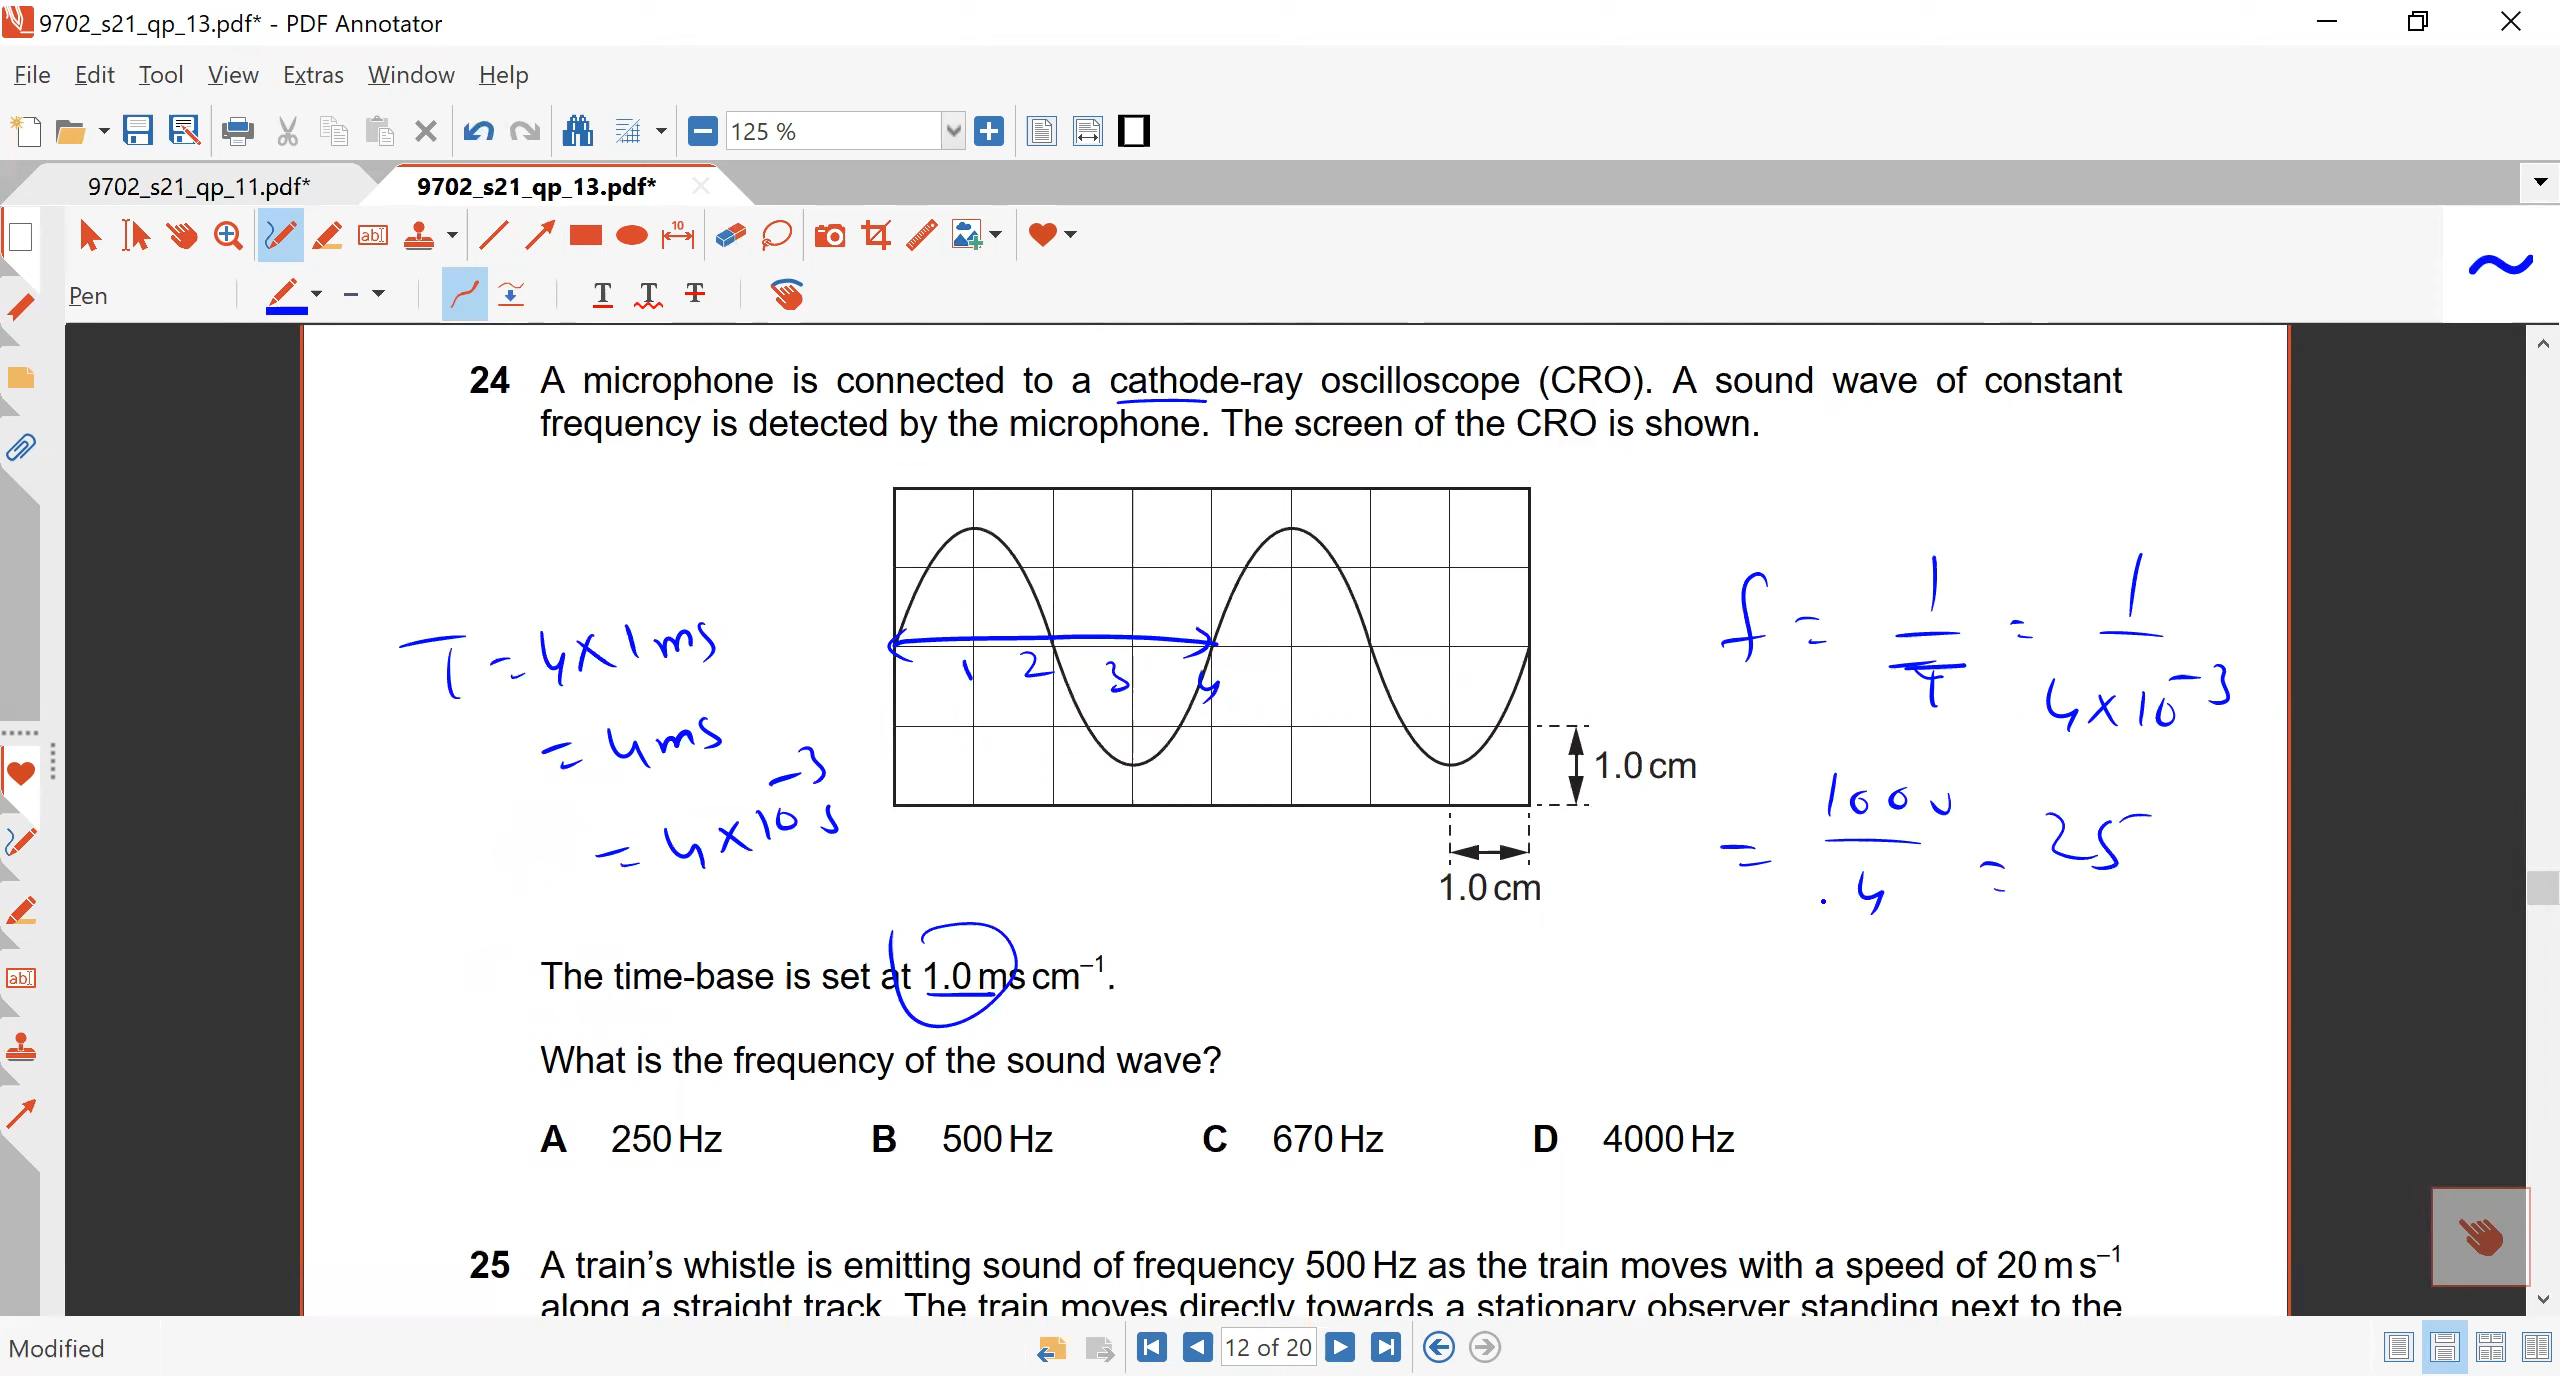 9702_s21_qp_13.pdf* - PDF Annotator
File Edit Tool View Extras Window Help
125 %
9702_s21_qp_11.pdf* 9702_s21_qp_13.pdf*
abI 10
Pen
T T T
24 A microphone is connected to a cathode-ray oscilloscope (CRO). A sound wave of constant
frequency is detected by the microphone. The screen of the CRO is shown.
T = 4 × 1 ms
= 4 ms
= 4 × 10⁻³ s
1 2 3 4
f = 1/T = 1/4 × 10⁻³
= 1000/4 = 25
1.0 cm
1.0 cm
The time-base is set at 1.0 ms cm⁻¹.
What is the frequency of the sound wave?
A 250 Hz B 500 Hz C 670 Hz D 4000 Hz
25 A train’s whistle is emitting sound of frequency 500 Hz as the train moves with a speed of 20 m s⁻¹
along a straight track. The train moves directly towards a stationary observer standing next to the
abI
Modified
12 of 20